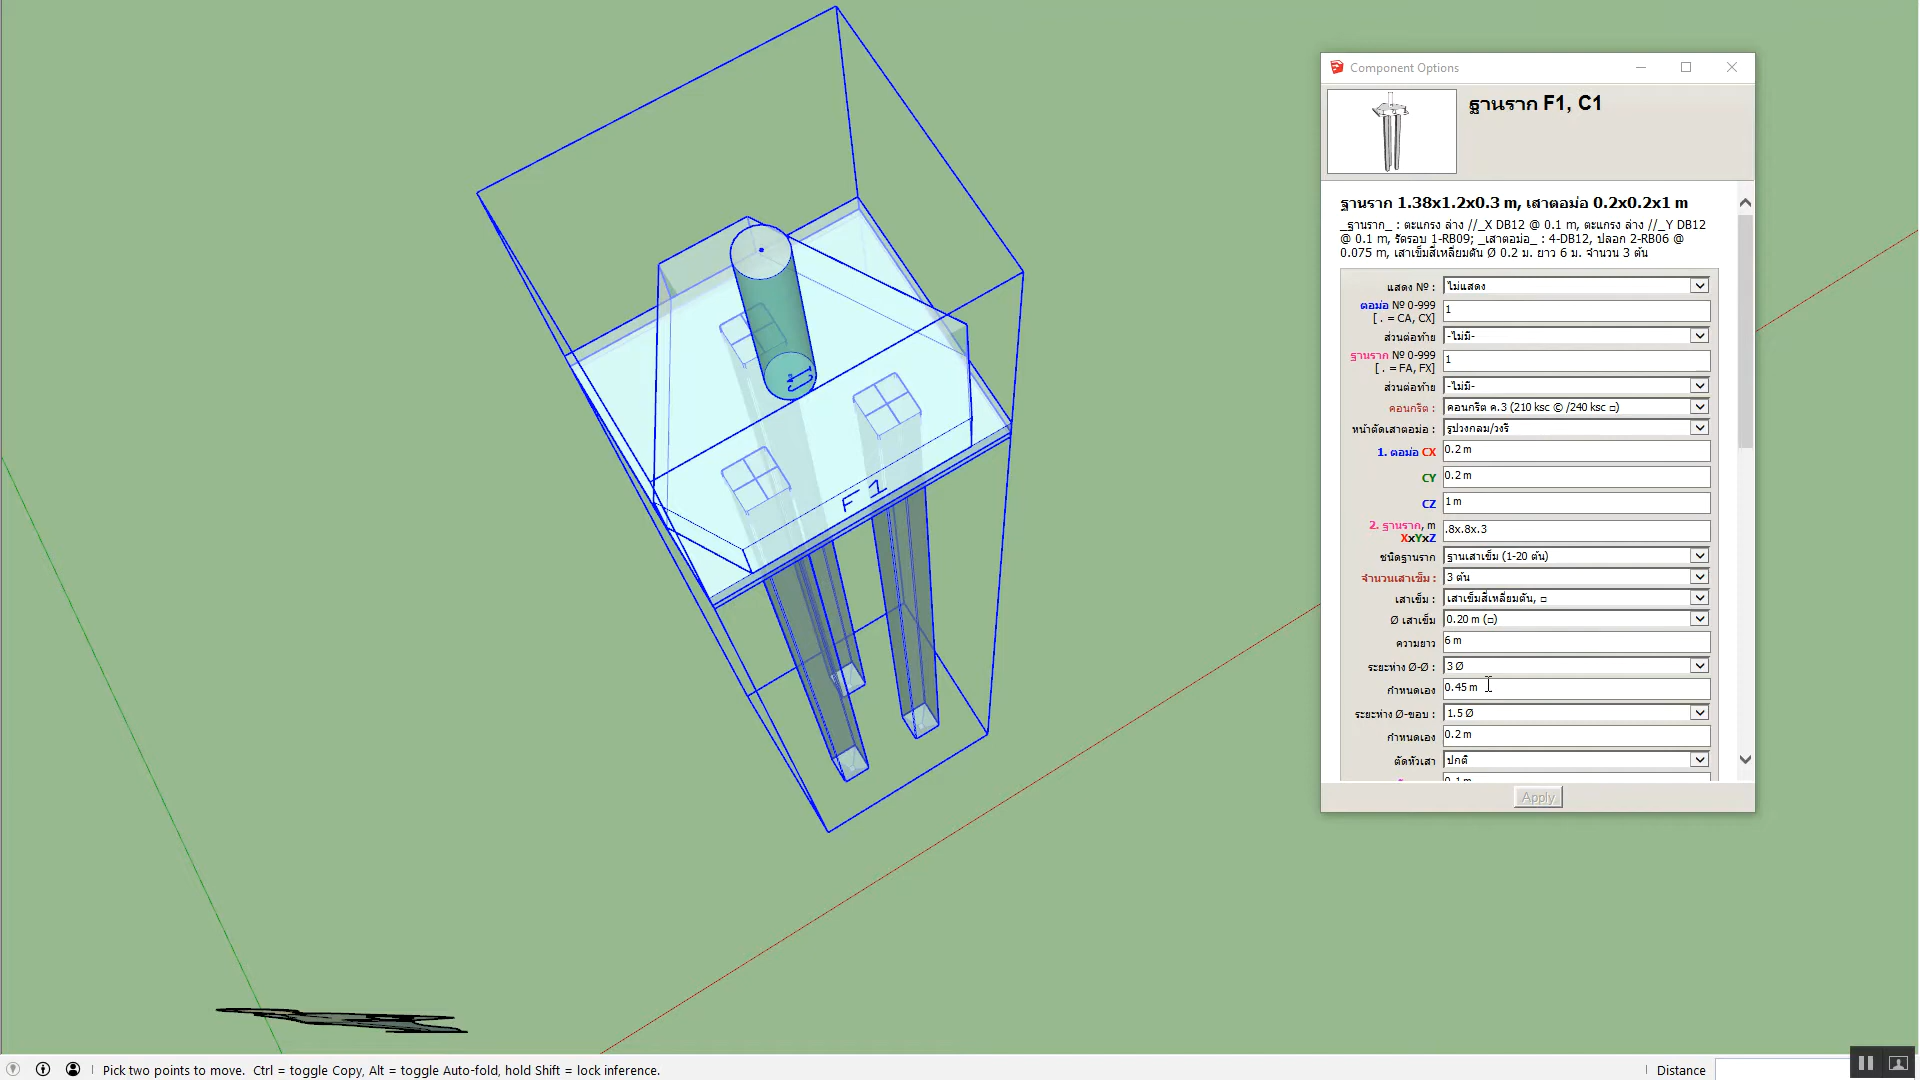 C1
F 1
Component Options
ฐานราก F1, C1
ฐานราก 1.38x1.2x0.3 m, เสาตอม่อ 0.2x0.2x1 m
_ฐานราก_ : ตะแกรง ล่าง //_X DB12 @ 0.1 m, ตะแกรง ล่าง //_Y DB12
@ 0.1 m, รัดรอบ 1-RB09; _เสาตอม่อ_ : 4-DB12, ปลอก 2-RB06 @
0.075 m, เสาเข็มสี่เหลี่ยมตัน Ø 0.2 ม. ยาว 6 ม. จำนวน 3 ต้น
แสดง № : ไม่แสดง
ตอม่อ № 0-999
[ . = CA, CX] 1
ส่วนต่อท้าย -ไม่มี-
ฐานราก № 0-999
[ . = FA, FX] 1
ส่วนต่อท้าย -ไม่มี-
คอนกรีต : คอนกรีต ค.3 (210 ksc © /240 ksc □)
หน้าตัดเสาตอม่อ : รูปวงกลม/วงรี
1. ตอม่อ CX 0.2 m
CY 0.2 m
CZ 1 m
2. ฐานราก, m
XxYxZ .8x.8x.3
ชนิดฐานราก ฐานเสาเข็ม (1-20 ต้น)
จำนวนเสาเข็ม : 3 ต้น
เสาเข็ม : เสาเข็มสี่เหลี่ยมตัน, □
Ø เสาเข็ม 0.20 m (□)
ความยาว 6 m
ระยะห่าง Ø-Ø : 3 Ø
กำหนดเอง 0.45 m
ระยะห่าง Ø-ขอบ : 1.5 Ø
กำหนดเอง 0.2 m
ตัดหัวเสา ปกติ
Apply
Pick two points to move. Ctrl = toggle Copy, Alt = toggle Auto-fold, hold Shift = lock inference.
Distance